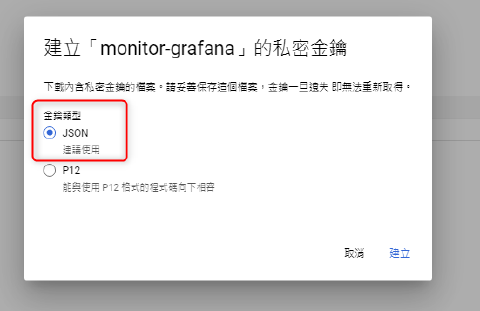 建立「monitor-grafana」的私密金鑰
下載內含私密金鑰的檔案。請妥善保存這個檔案，金鑰一旦遺失 即無法重新取得。
金鑰類型
JSON
建議使用
P12
能與使用 P12 格式的程式碼向下相容
取消
建立